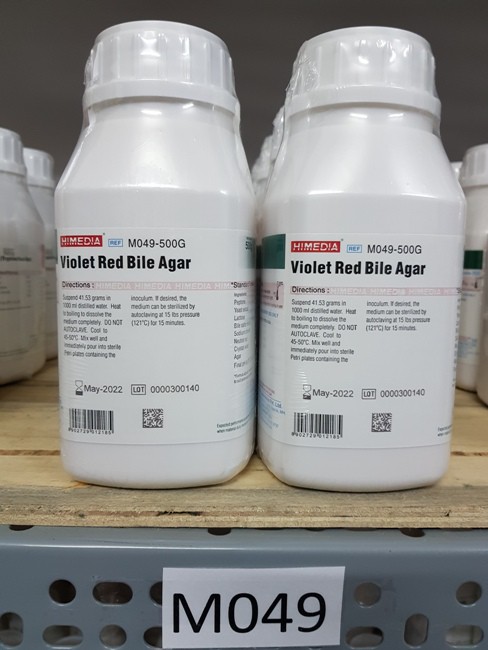 HIMEDIA REF M049-500G
Violet Red Bile Agar
Directions :
Suspend 41.53 grams in
1000 ml distilled water. Heat
to boiling to dissolve the
medium completely. DO NOT
AUTOCLAVE. Cool to
45-50°C. Mix well and
immediately pour into sterile
Petri plates containing the
inoculum. If desired, the
medium can be sterilized by
autoclaving at 15 lbs pressure
(121°C) for 15 minutes.
May-2022 LOT 0000300140
8902729012185
HIMEDIA REF M049-500G
Violet Red Bile Agar
Directions :
Suspend 41.53 grams in
1000 ml distilled water. Heat
to boiling to dissolve the
medium completely. DO NOT
AUTOCLAVE. Cool to
45-50°C. Mix well and
immediately pour into sterile
Petri plates containing the
inoculum. If desired, the
medium can be sterilized by
autoclaving at 15 lbs pressure
(121°C) for 15 minutes.
May-2022 LOT 0000300140
8902729012185
M049